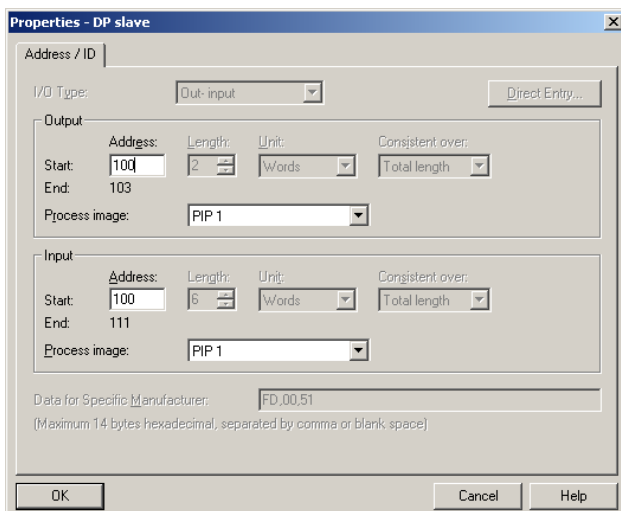 Properties - DP slave
Address / ID
I/O Type: Out- input Direct Entry...
Output
Address: Length: Unit: Consistent over:
Start: 100 2 Words Total length
End: 103
Process image: PIP 1
Input
Address: Length: Unit: Consistent over:
Start: 100 6 Words Total length
End: 111
Process image: PIP 1
Data for Specific Manufacturer: FD,00,51
(Maximum 14 bytes hexadecimal, separated by comma or blank space)
OK Cancel Help